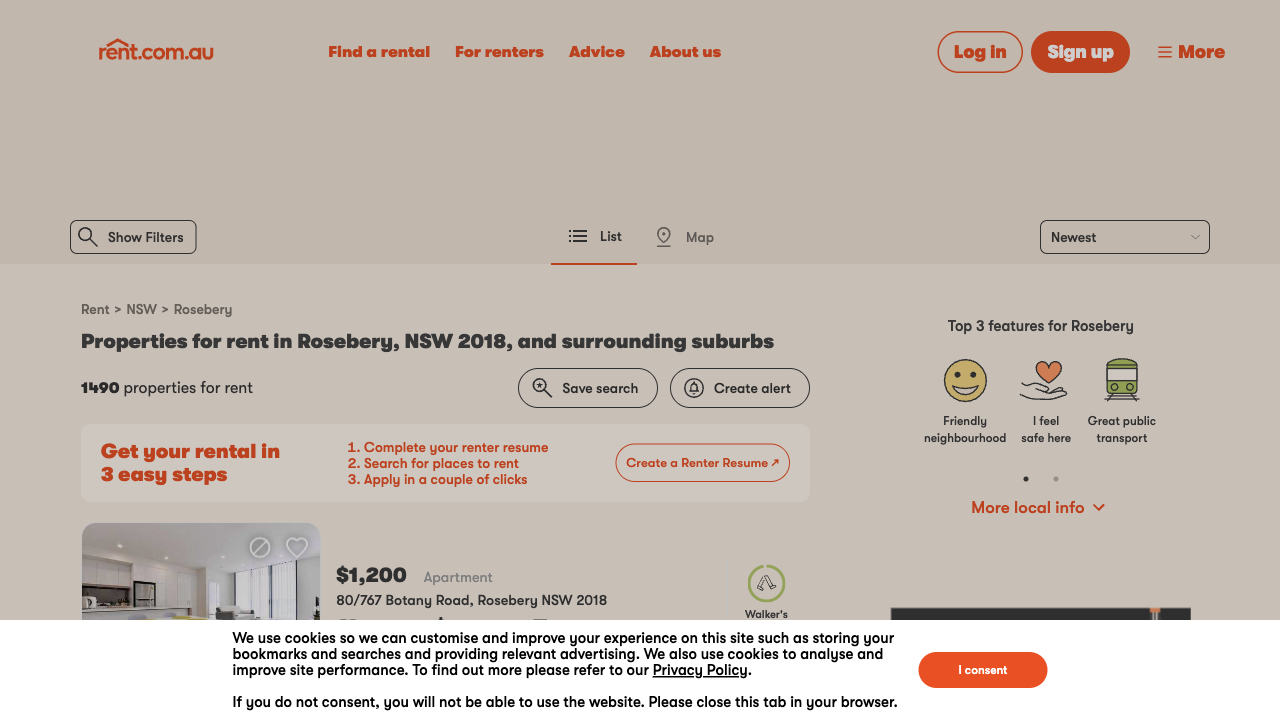 rent.com.au
Find a rental
For renters
Advice
About us
Log in
Sign up
More
Show Filters
List
Map
Newest
Rent > NSW > Rosebery
Properties for rent in Rosebery, NSW 2018, and surrounding suburbs
1490 properties for rent
Save search
Create alert
Get your rental in
3 easy steps
1. Complete your renter resume
2. Search for places to rent
3. Apply in a couple of clicks
Create a Renter Resume ↗
Top 3 features for Rosebery
Friendly
neighbourhood
I feel
safe here
Great public
transport
More local info
$1,200 Apartment
80/767 Botany Road, Rosebery NSW 2018
Walker's
We use cookies so we can customise and improve your experience on this site such as storing your
bookmarks and searches and providing relevant advertising. We also use cookies to analyse and
improve site performance. To find out more please refer to our Privacy Policy.
If you do not consent, you will not be able to use the website. Please close this tab in your browser.
I consent